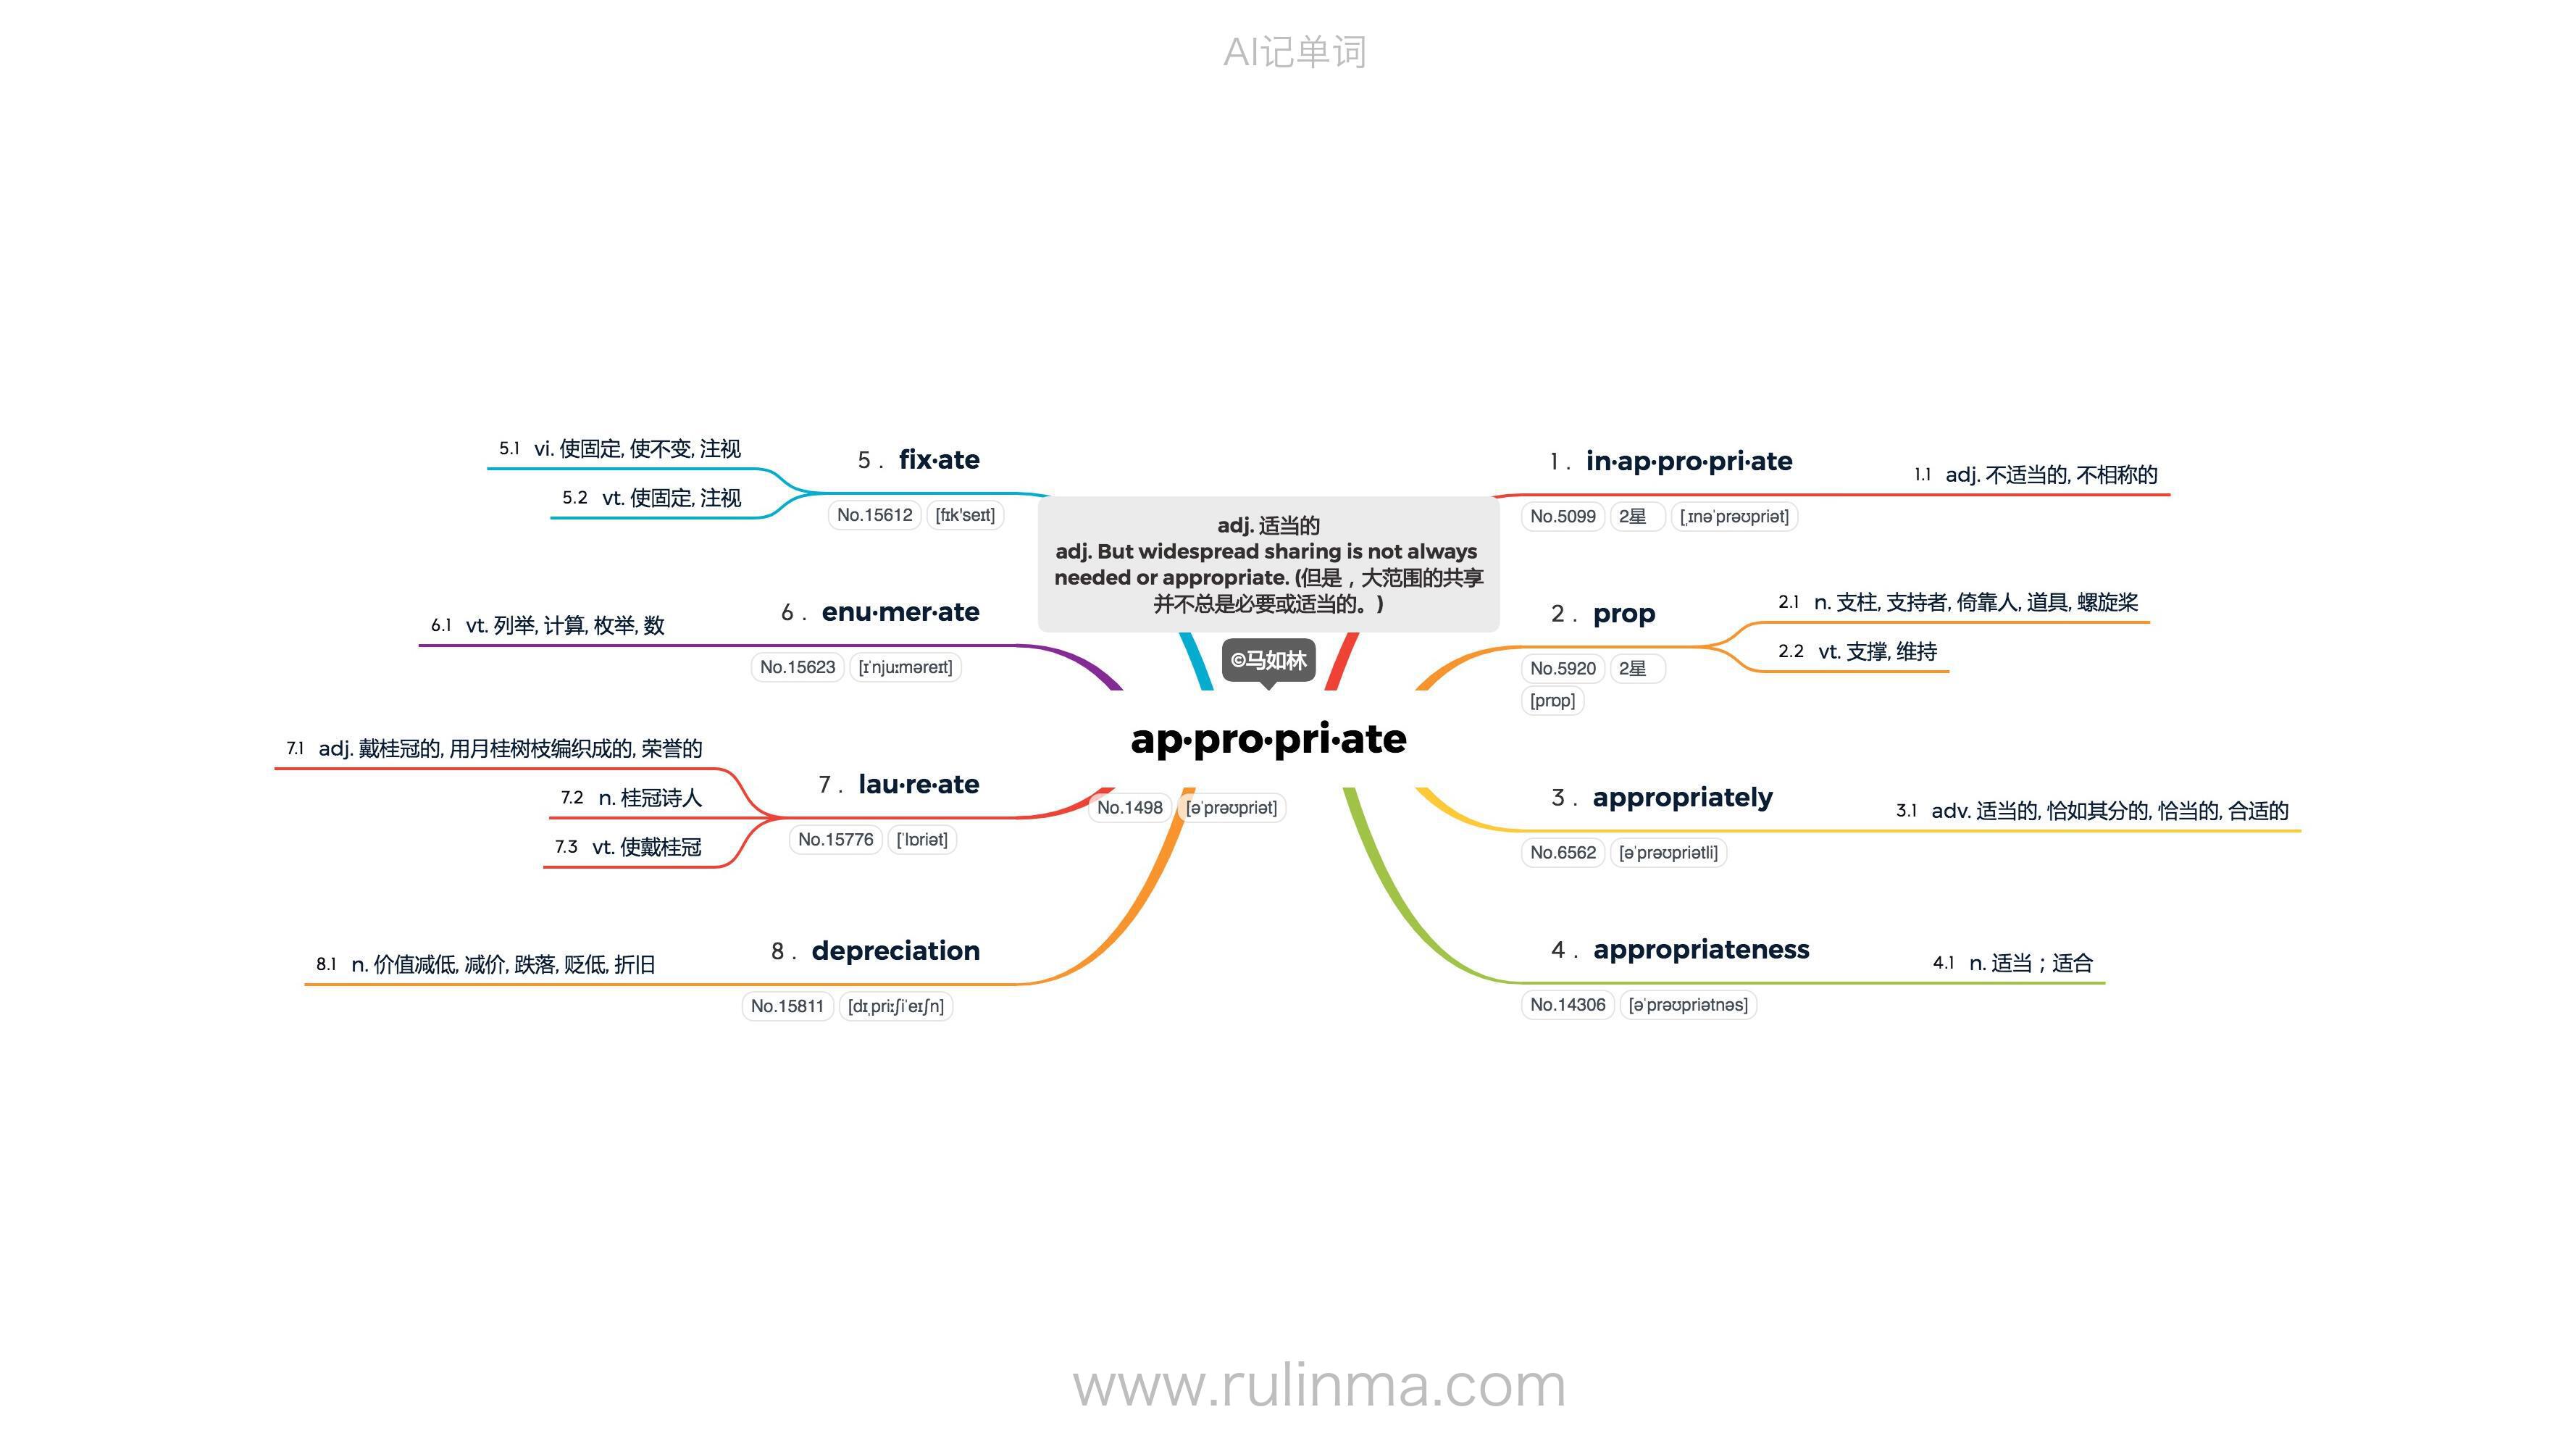 AI记单词
adj. 适当的
adj. But widespread sharing is not always
needed or appropriate. (但是，大范围的共享
并不总是必要或适当的。)
©马如林
ap·pro·pri·ate
No.1498 [əˈprəʊpriət]
1 . in·ap·pro·pri·ate
No.5099 2星 [ˌɪnəˈprəʊpriət]
1.1 adj. 不适当的, 不相称的
2 . prop
No.5920 2星
[prɒp]
2.1 n. 支柱, 支持者, 倚靠人, 道具, 螺旋桨
2.2 vt. 支撑, 维持
3 . appropriately
No.6562 [əˈprəʊpriətli]
3.1 adv. 适当的, 恰如其分的, 恰当的, 合适的
4 . appropriateness
No.14306 [əˈprəʊpriətnəs]
4.1 n. 适当；适合
5 . fix·ate
No.15612 [fɪk'seɪt]
5.1 vi. 使固定, 使不变, 注视
5.2 vt. 使固定, 注视
6 . enu·mer·ate
No.15623 [ɪˈnjuːməreɪt]
6.1 vt. 列举, 计算, 枚举, 数
7 . lau·re·ate
No.15776 [ˈlɒriət]
7.1 adj. 戴桂冠的, 用月桂树枝编织成的, 荣誉的
7.2 n. 桂冠诗人
7.3 vt. 使戴桂冠
8 . depreciation
No.15811 [dɪˌpriːʃiˈeɪʃn]
8.1 n. 价值减低, 减价, 跌落, 贬低, 折旧
www.rulinma.com